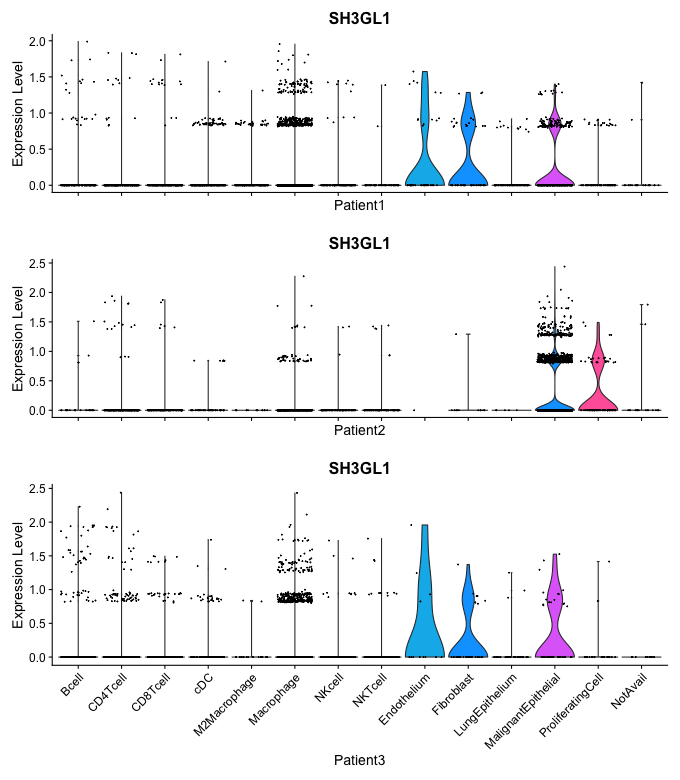 SH3GL1
Expression Level
2.0
1.5
1.0
0.5
0.0
Patient1
SH3GL1
Expression Level
2.5
2.0
1.5
1.0
0.5
0.0
Patient2
SH3GL1
Expression Level
2.5
2.0
1.5
1.0
0.5
0.0
Bcell
CD4Tcell
CD8Tcell
cDC
M2Macrophage
Macrophage
NKcell
NKTcell
Endothelium
Fibroblast
LungEpithelium
MalignantEpithelial
ProliferatingCell
NotAvail
Patient3